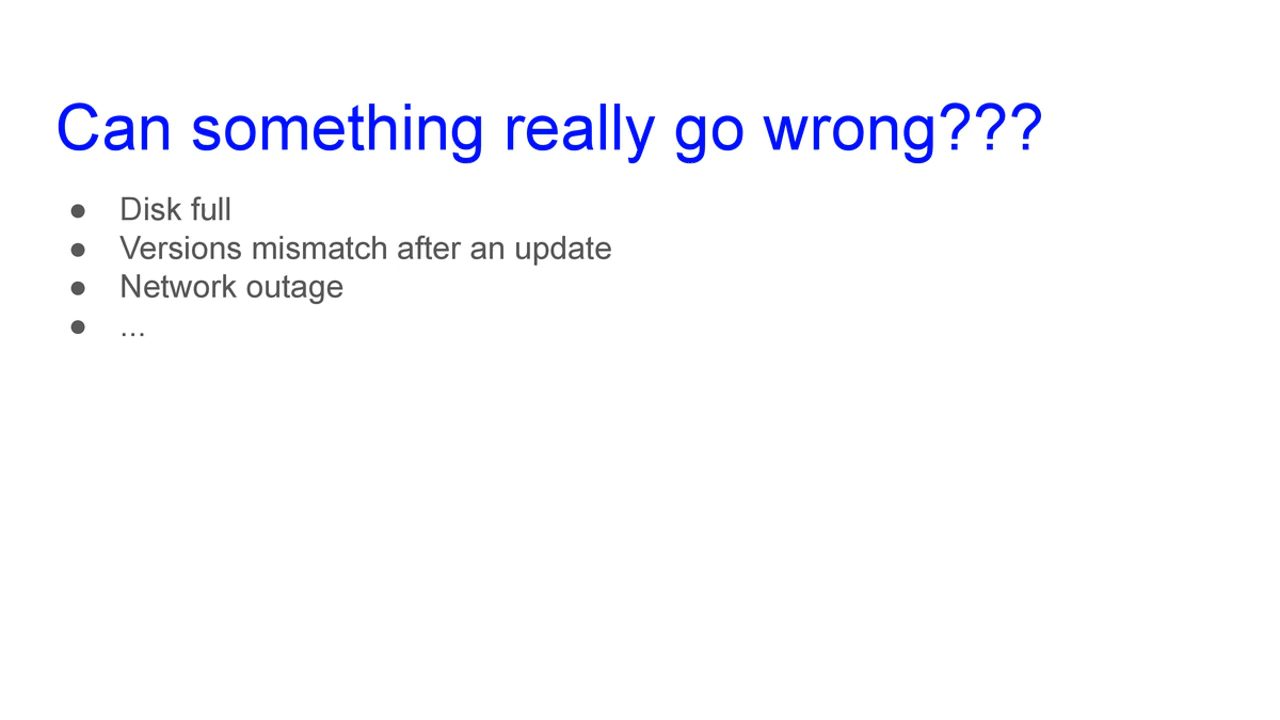 Can something really go wrong???
● Disk full
● Versions mismatch after an update
● Network outage
● ...